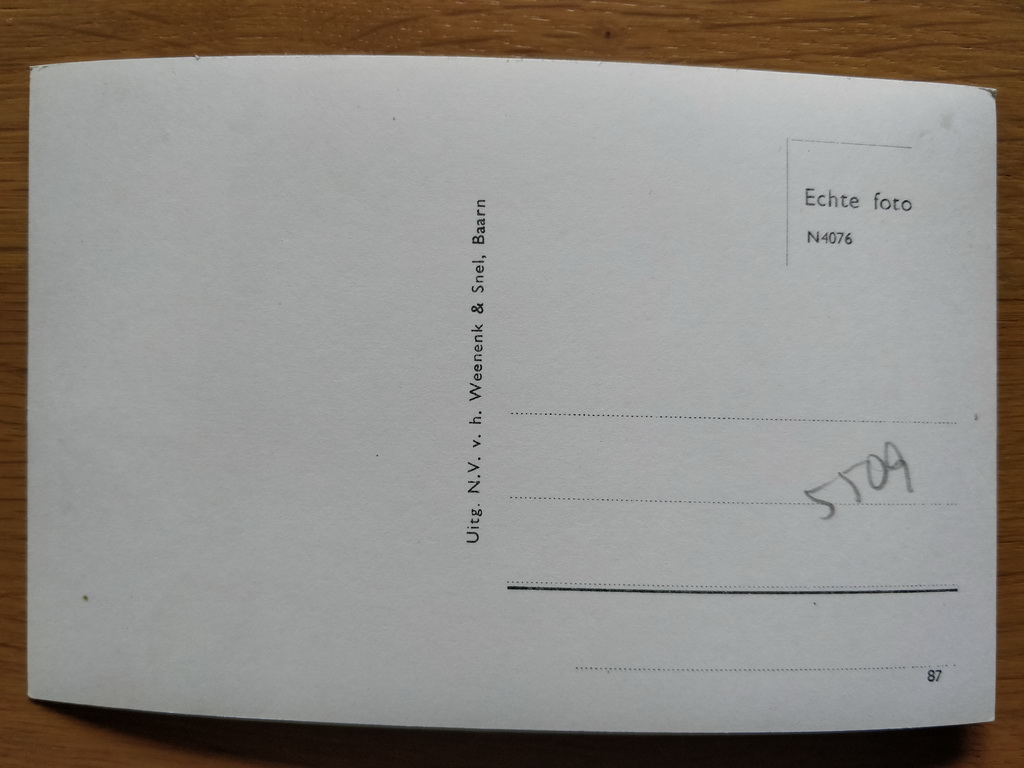 Uitg. N.V. v. h. Weenenk & Snel, Baarn
Echte foto
N4076
5509
87